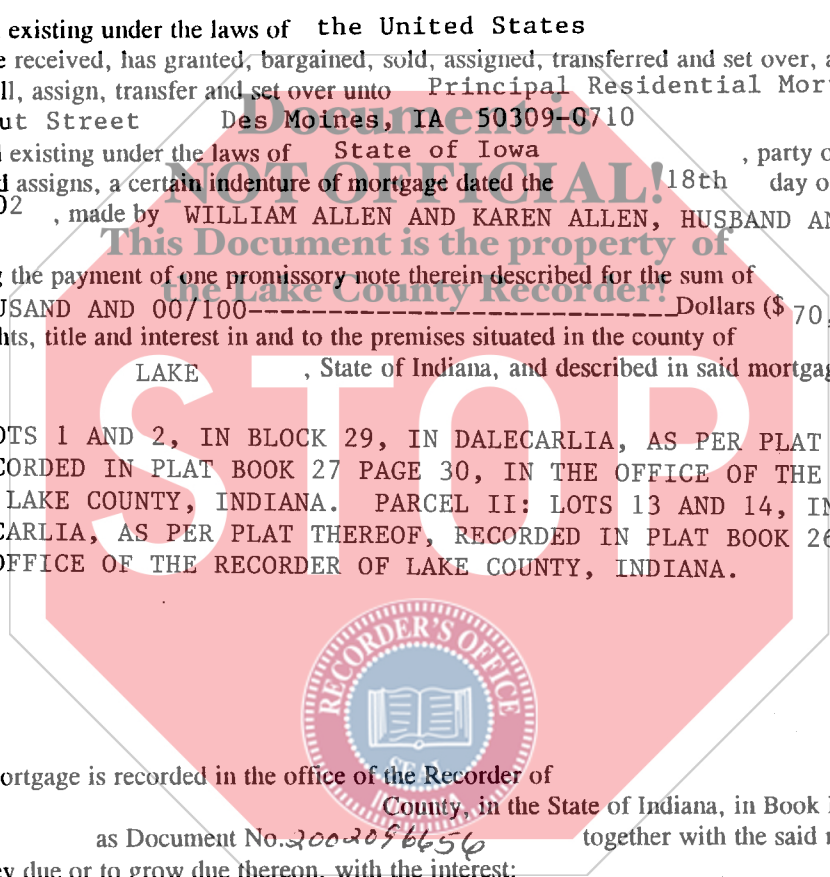 existing under the laws of the United States
e received, has granted, bargained, sold, assigned, transferred and set over, a
ll, assign, transfer and set over unto Principal Residential Mor
ut Street Des Moines, IA 50309-0710
Document is
existing under the laws of State of Iowa , party o
d assigns, a certain indenture of mortgage dated the 18th day o
NOT OFFICIAL!
02 , made by WILLIAM ALLEN AND KAREN ALLEN, HUSBAND AN
This Document is the property of
g the payment of one promissory note therein described for the sum of
the Lake County Recorder!
USAND AND 00/100---------------------------Dollars ($ 70,
hts, title and interest in and to the premises situated in the county of
LAKE , State of Indiana, and described in said mortgag
STOP
OTS 1 AND 2, IN BLOCK 29, IN DALECARLIA, AS PER PLAT
CORDED IN PLAT BOOK 27 PAGE 30, IN THE OFFICE OF THE
LAKE COUNTY, INDIANA. PARCEL II: LOTS 13 AND 14, IN
CARLIA, AS PER PLAT THEREOF, RECORDED IN PLAT BOOK 26
OFFICE OF THE RECORDER OF LAKE COUNTY, INDIANA.
RECORDER'S OFFICE
SEAL
INDIANA
ortgage is recorded in the office of the Recorder of
County, in the State of Indiana, in Book
as Document No. 2002096656 together with the said
ey due or to grow due thereon, with the interest: